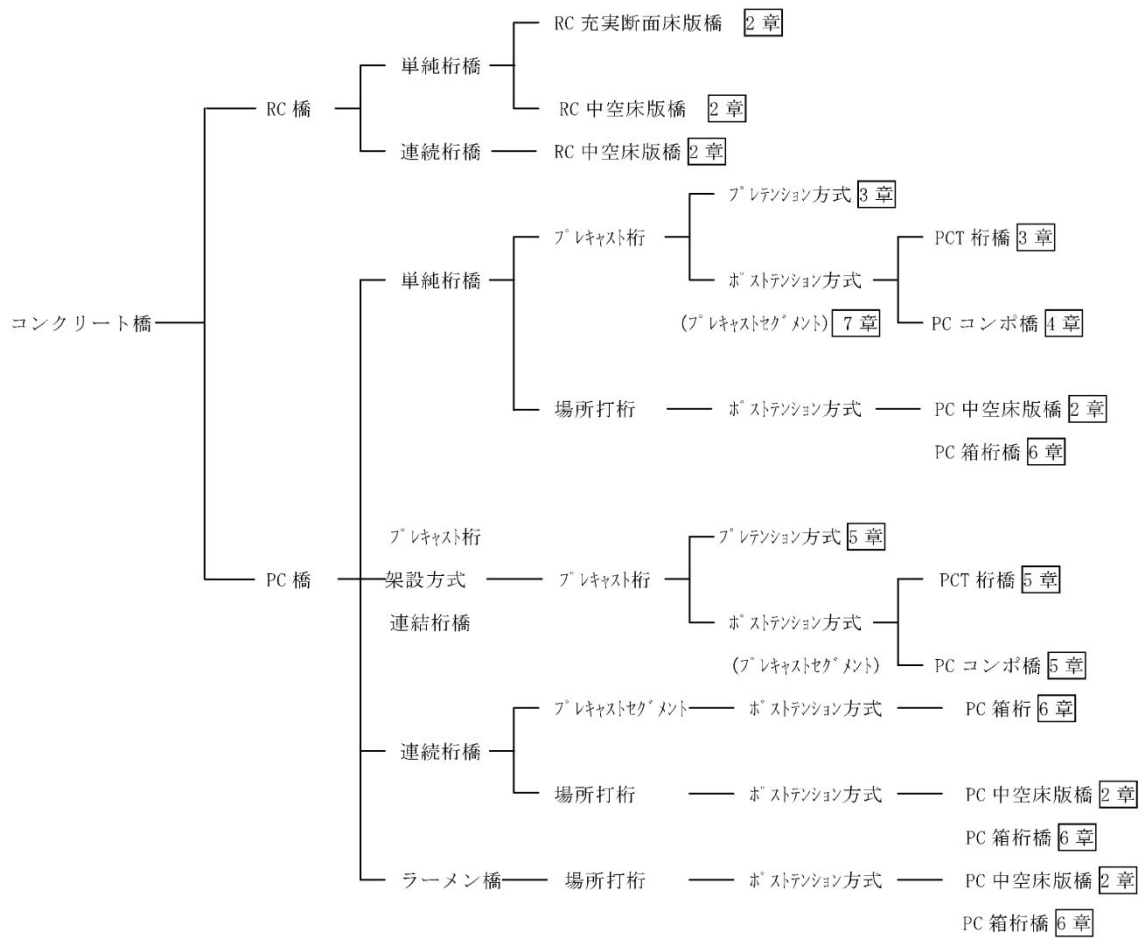 RC 充実断面床版橋 2 章
単純桁橋
RC 橋
RC 中空床版橋 2 章
連続桁橋 RC 中空床版橋 2 章
プレテンション方式 3 章
プレキャスト桁 PCT 桁橋 3 章
単純桁橋 ポストテンション方式
コンクリート橋 (プレキャストセグメント) 7 章 PC コンポ橋 4 章
場所打桁 ポストテンション方式 PC 中空床版橋 2 章
PC 箱桁橋 6 章
プレキャスト桁 プレテンション方式 5 章
PC 橋 架設方式 プレキャスト桁 PCT 桁橋 5 章
連結桁橋 ポストテンション方式
(プレキャストセグメント) PC コンポ橋 5 章
プレキャストセグメント ポストテンション方式 PC 箱桁 6 章
連続桁橋
場所打桁 ポストテンション方式 PC 中空床版橋 2 章
PC 箱桁橋 6 章
ラーメン橋 場所打桁 ポストテンション方式 PC 中空床版橋 2 章
PC 箱桁橋 6 章